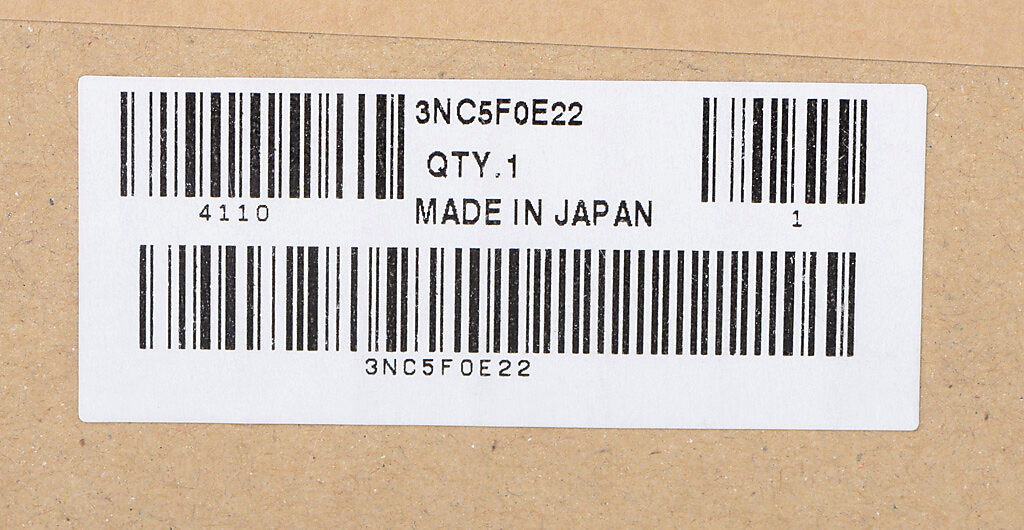 3NC5F0E22
QTY.1
4110
MADE IN JAPAN
1
3NC5F0E22